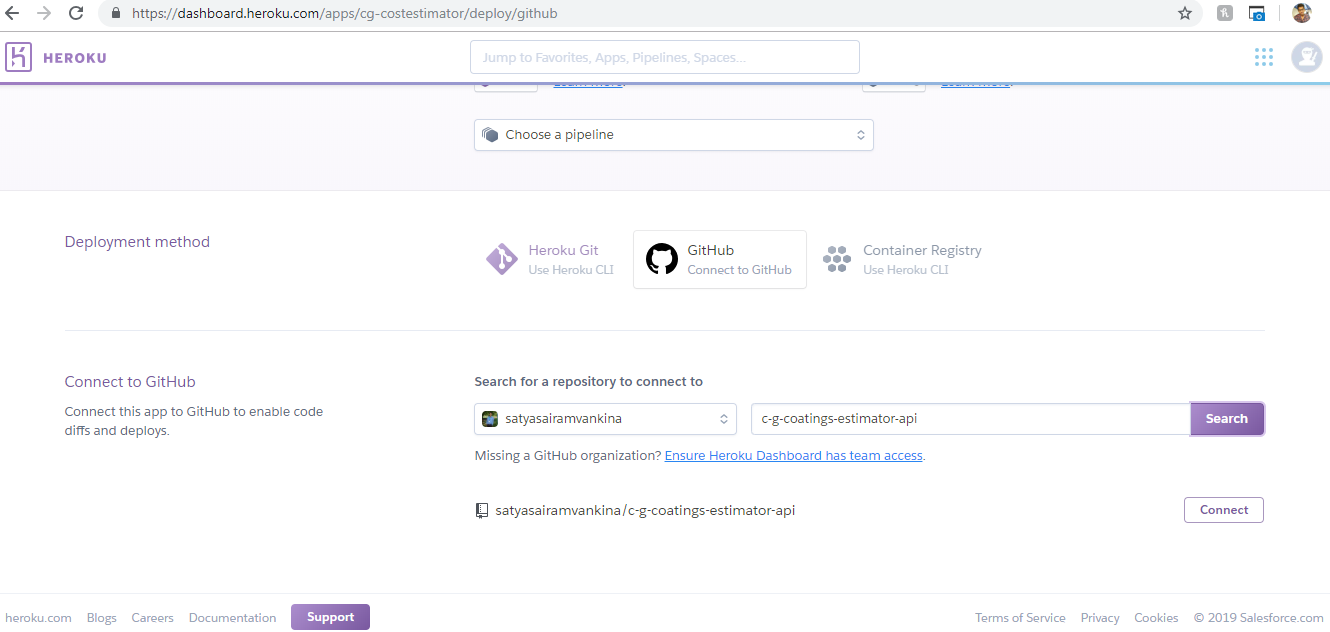 https://dashboard.heroku.com/apps/cg-costestimator/deploy/github
HEROKU
Jump to Favorites, Apps, Pipelines, Spaces...
Learn more. Learn more.
Choose a pipeline
Deployment method
Heroku Git
Use Heroku CLI
GitHub
Connect to GitHub
Container Registry
Use Heroku CLI
Connect to GitHub
Connect this app to GitHub to enable code
diffs and deploys.
Search for a repository to connect to
satyasairamvankina
c-g-coatings-estimator-api
Search
Missing a GitHub organization? Ensure Heroku Dashboard has team access.
satyasairamvankina/c-g-coatings-estimator-api
Connect
heroku.com Blogs Careers Documentation Support Terms of Service Privacy Cookies © 2019 Salesforce.com